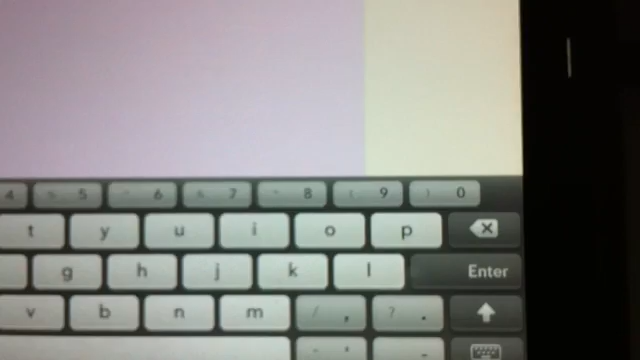 4 % 5 ^ 6 & 7 * 8 ( 9 ) 0
t y u i o p
g h j k l Enter
v b n m / , ? .